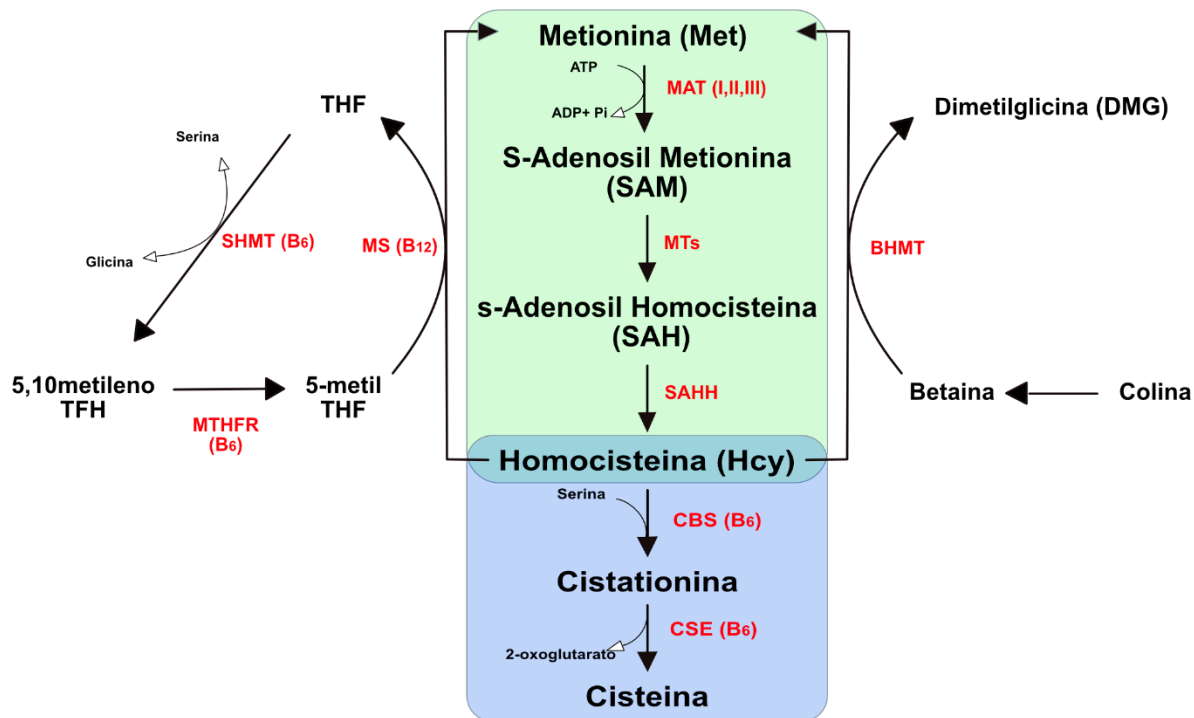 Metionina (Met)
ATP
MAT (I,II,III)
ADP+ Pi
THF
Dimetilglicina (DMG)
Serina
S-Adenosil Metionina
(SAM)
SHMT (B6)
MS (B12)
MTs
BHMT
Glicina
s-Adenosil Homocisteina
(SAH)
5,10metileno
TFH
5-metil
THF
SAHH
Betaina
Colina
MTHFR
(B6)
Homocisteina (Hcy)
Serina
CBS (B6)
Cistationina
CSE (B6)
2-oxoglutarato
Cisteina